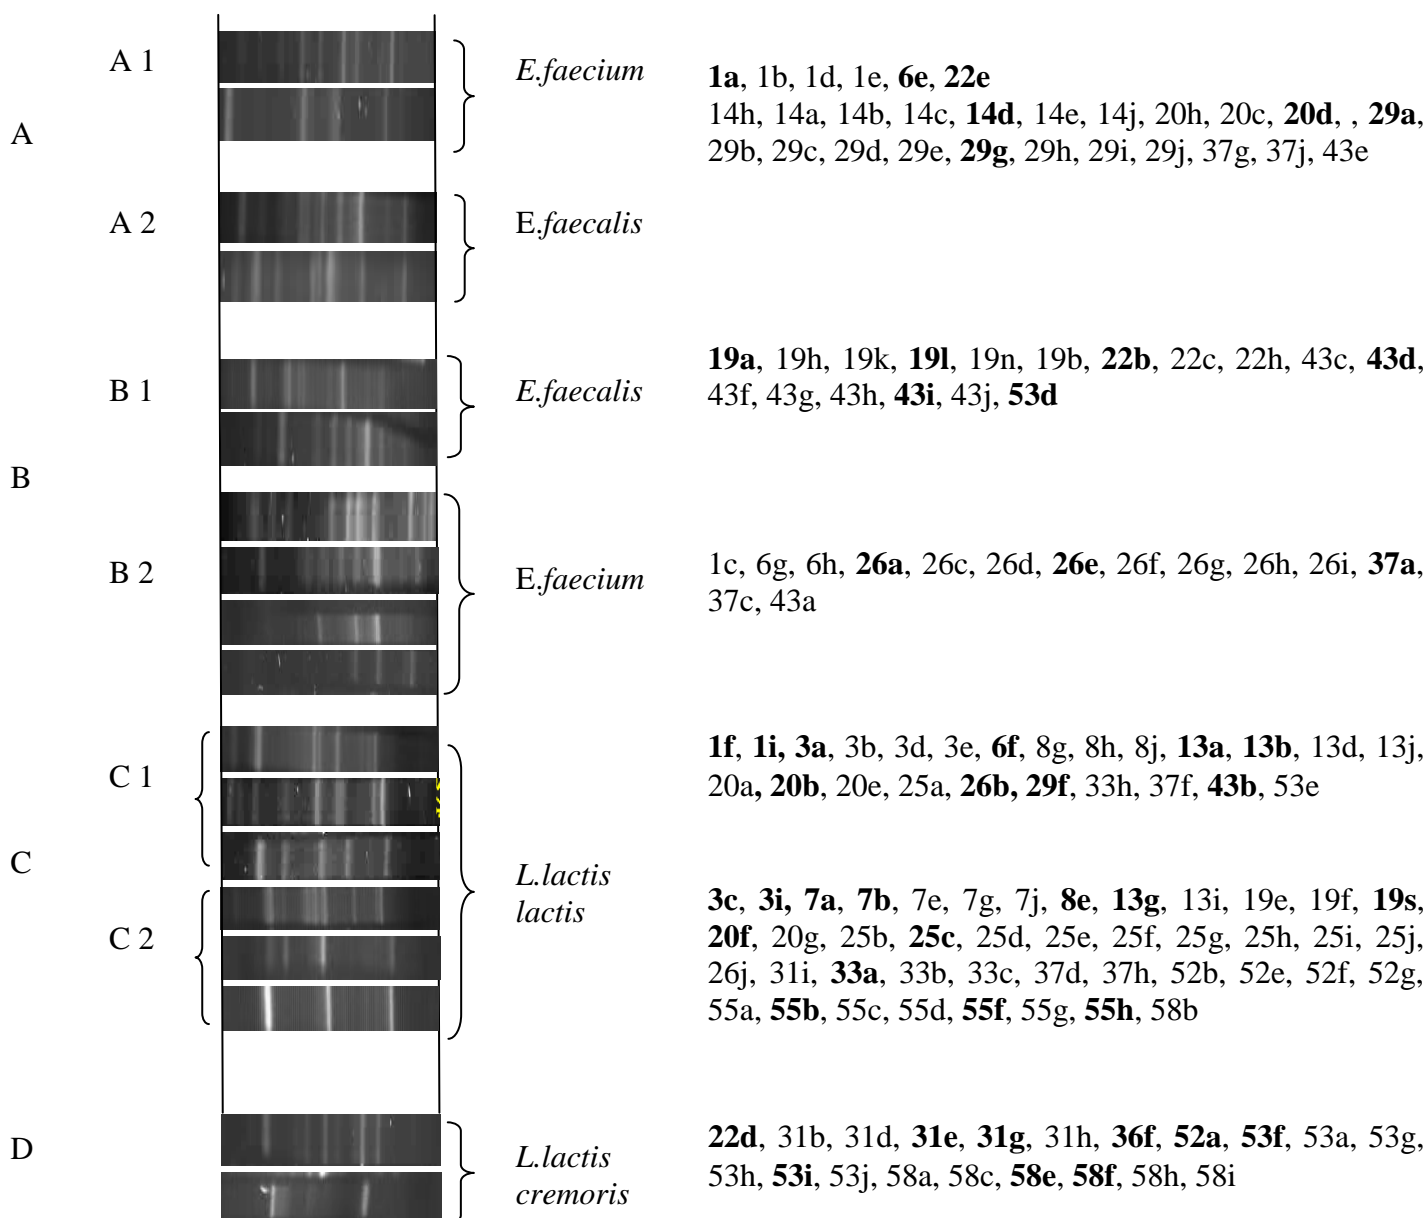 A 1
E.faecium
1a, 1b, 1d, 1e, 6e, 22e
14h, 14a, 14b, 14c, 14d, 14e, 14j, 20h, 20c, 20d, , 29a,
29b, 29c, 29d, 29e, 29g, 29h, 29i, 29j, 37g, 37j, 43e
A
A 2
E.faecalis
B 1
E.faecalis
19a, 19h, 19k, 19l, 19n, 19b, 22b, 22c, 22h, 43c, 43d,
43f, 43g, 43h, 43i, 43j, 53d
B
B 2
E.faecium
1c, 6g, 6h, 26a, 26c, 26d, 26e, 26f, 26g, 26h, 26i, 37a,
37c, 43a
C 1
1f, 1i, 3a, 3b, 3d, 3e, 6f, 8g, 8h, 8j, 13a, 13b, 13d, 13j,
20a, 20b, 20e, 25a, 26b, 29f, 33h, 37f, 43b, 53e
C
L.lactis
lactis
C 2
3c, 3i, 7a, 7b, 7e, 7g, 7j, 8e, 13g, 13i, 19e, 19f, 19s,
20f, 20g, 25b, 25c, 25d, 25e, 25f, 25g, 25h, 25i, 25j,
26j, 31i, 33a, 33b, 33c, 37d, 37h, 52b, 52e, 52f, 52g,
55a, 55b, 55c, 55d, 55f, 55g, 55h, 58b
D
L.lactis
cremoris
22d, 31b, 31d, 31e, 31g, 31h, 36f, 52a, 53f, 53a, 53g,
53h, 53i, 53j, 58a, 58c, 58e, 58f, 58h, 58i